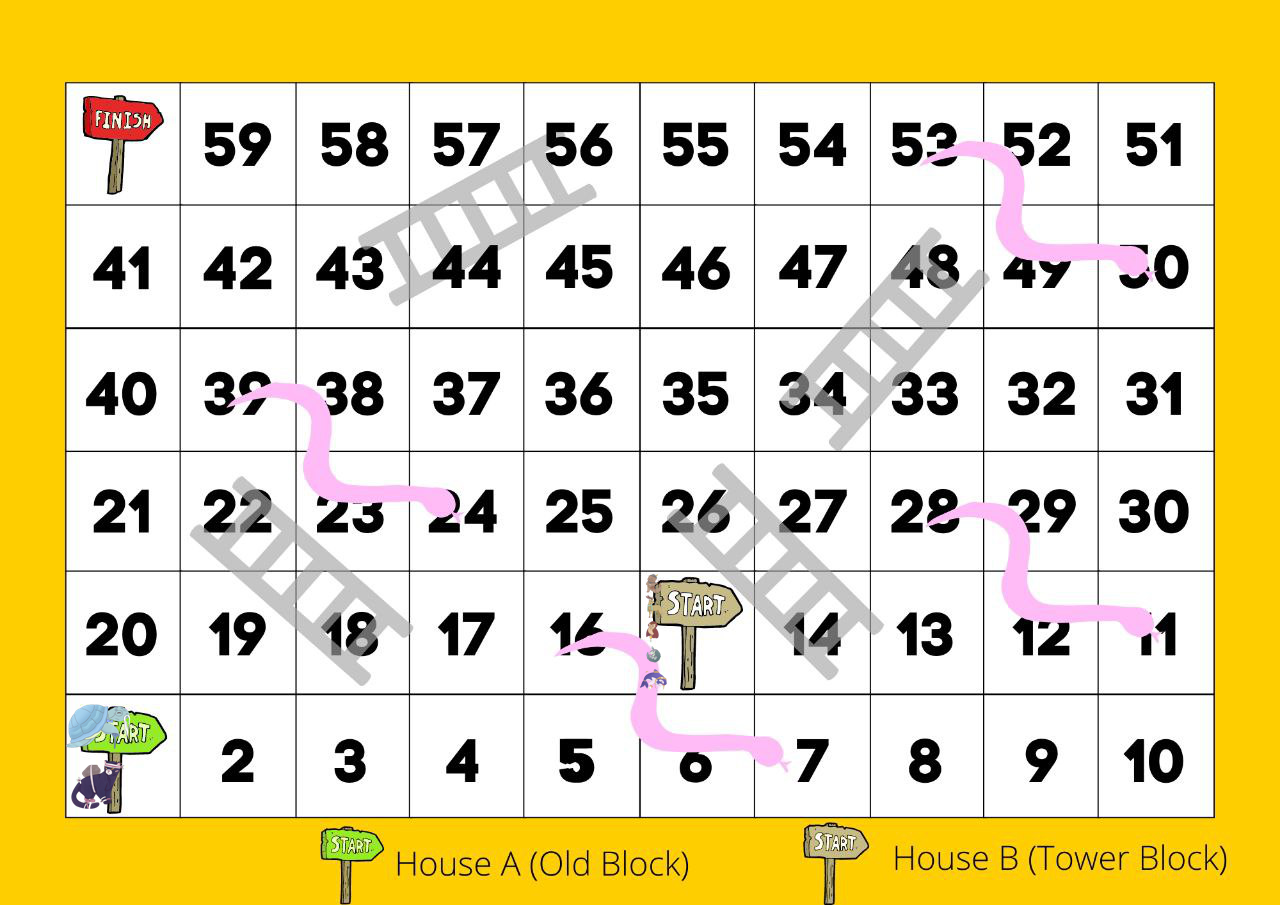 FINISH 59 58 57 56 55 54 53 52 51
41 42 43 44 45 46 47 48 49 50
40 39 38 37 36 35 34 33 32 31
21 22 23 24 25 26 27 28 29 30
20 19 18 17 16 START 14 13 12 11
START 2 3 4 5 6 7 8 9 10
START House A (Old Block) START House B (Tower Block)